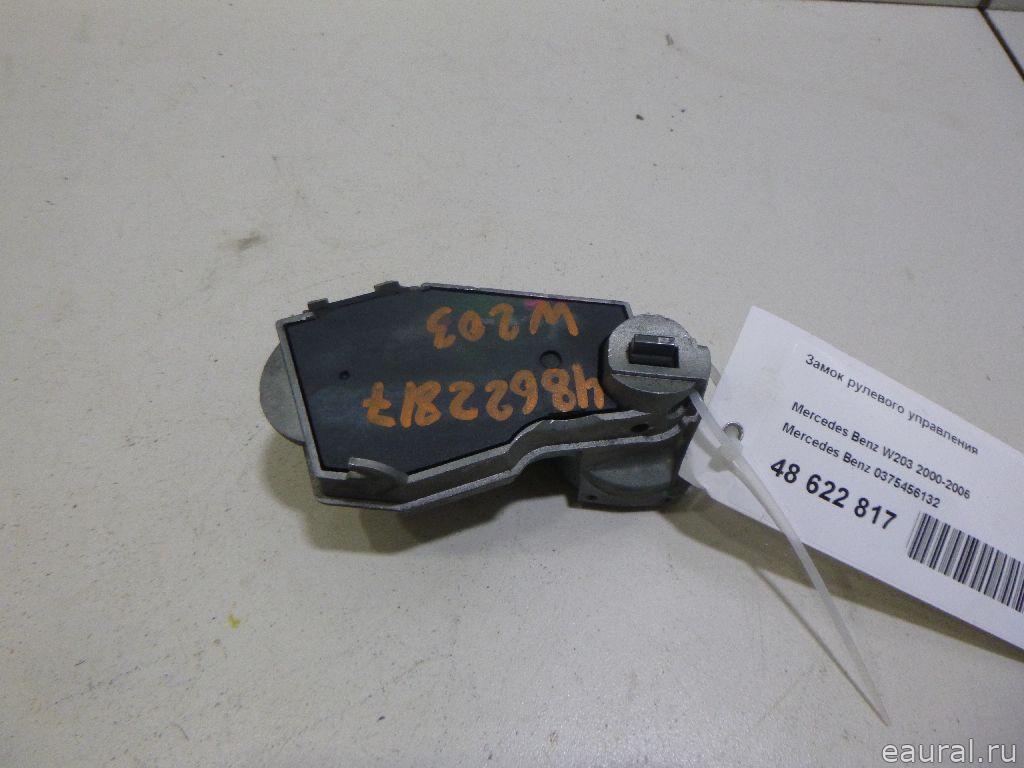 W203
48622817
Замок рулевого управления
Mercedes Benz W203 2000-2006
Mercedes Benz 0375456132
48 622 817
eaural.ru